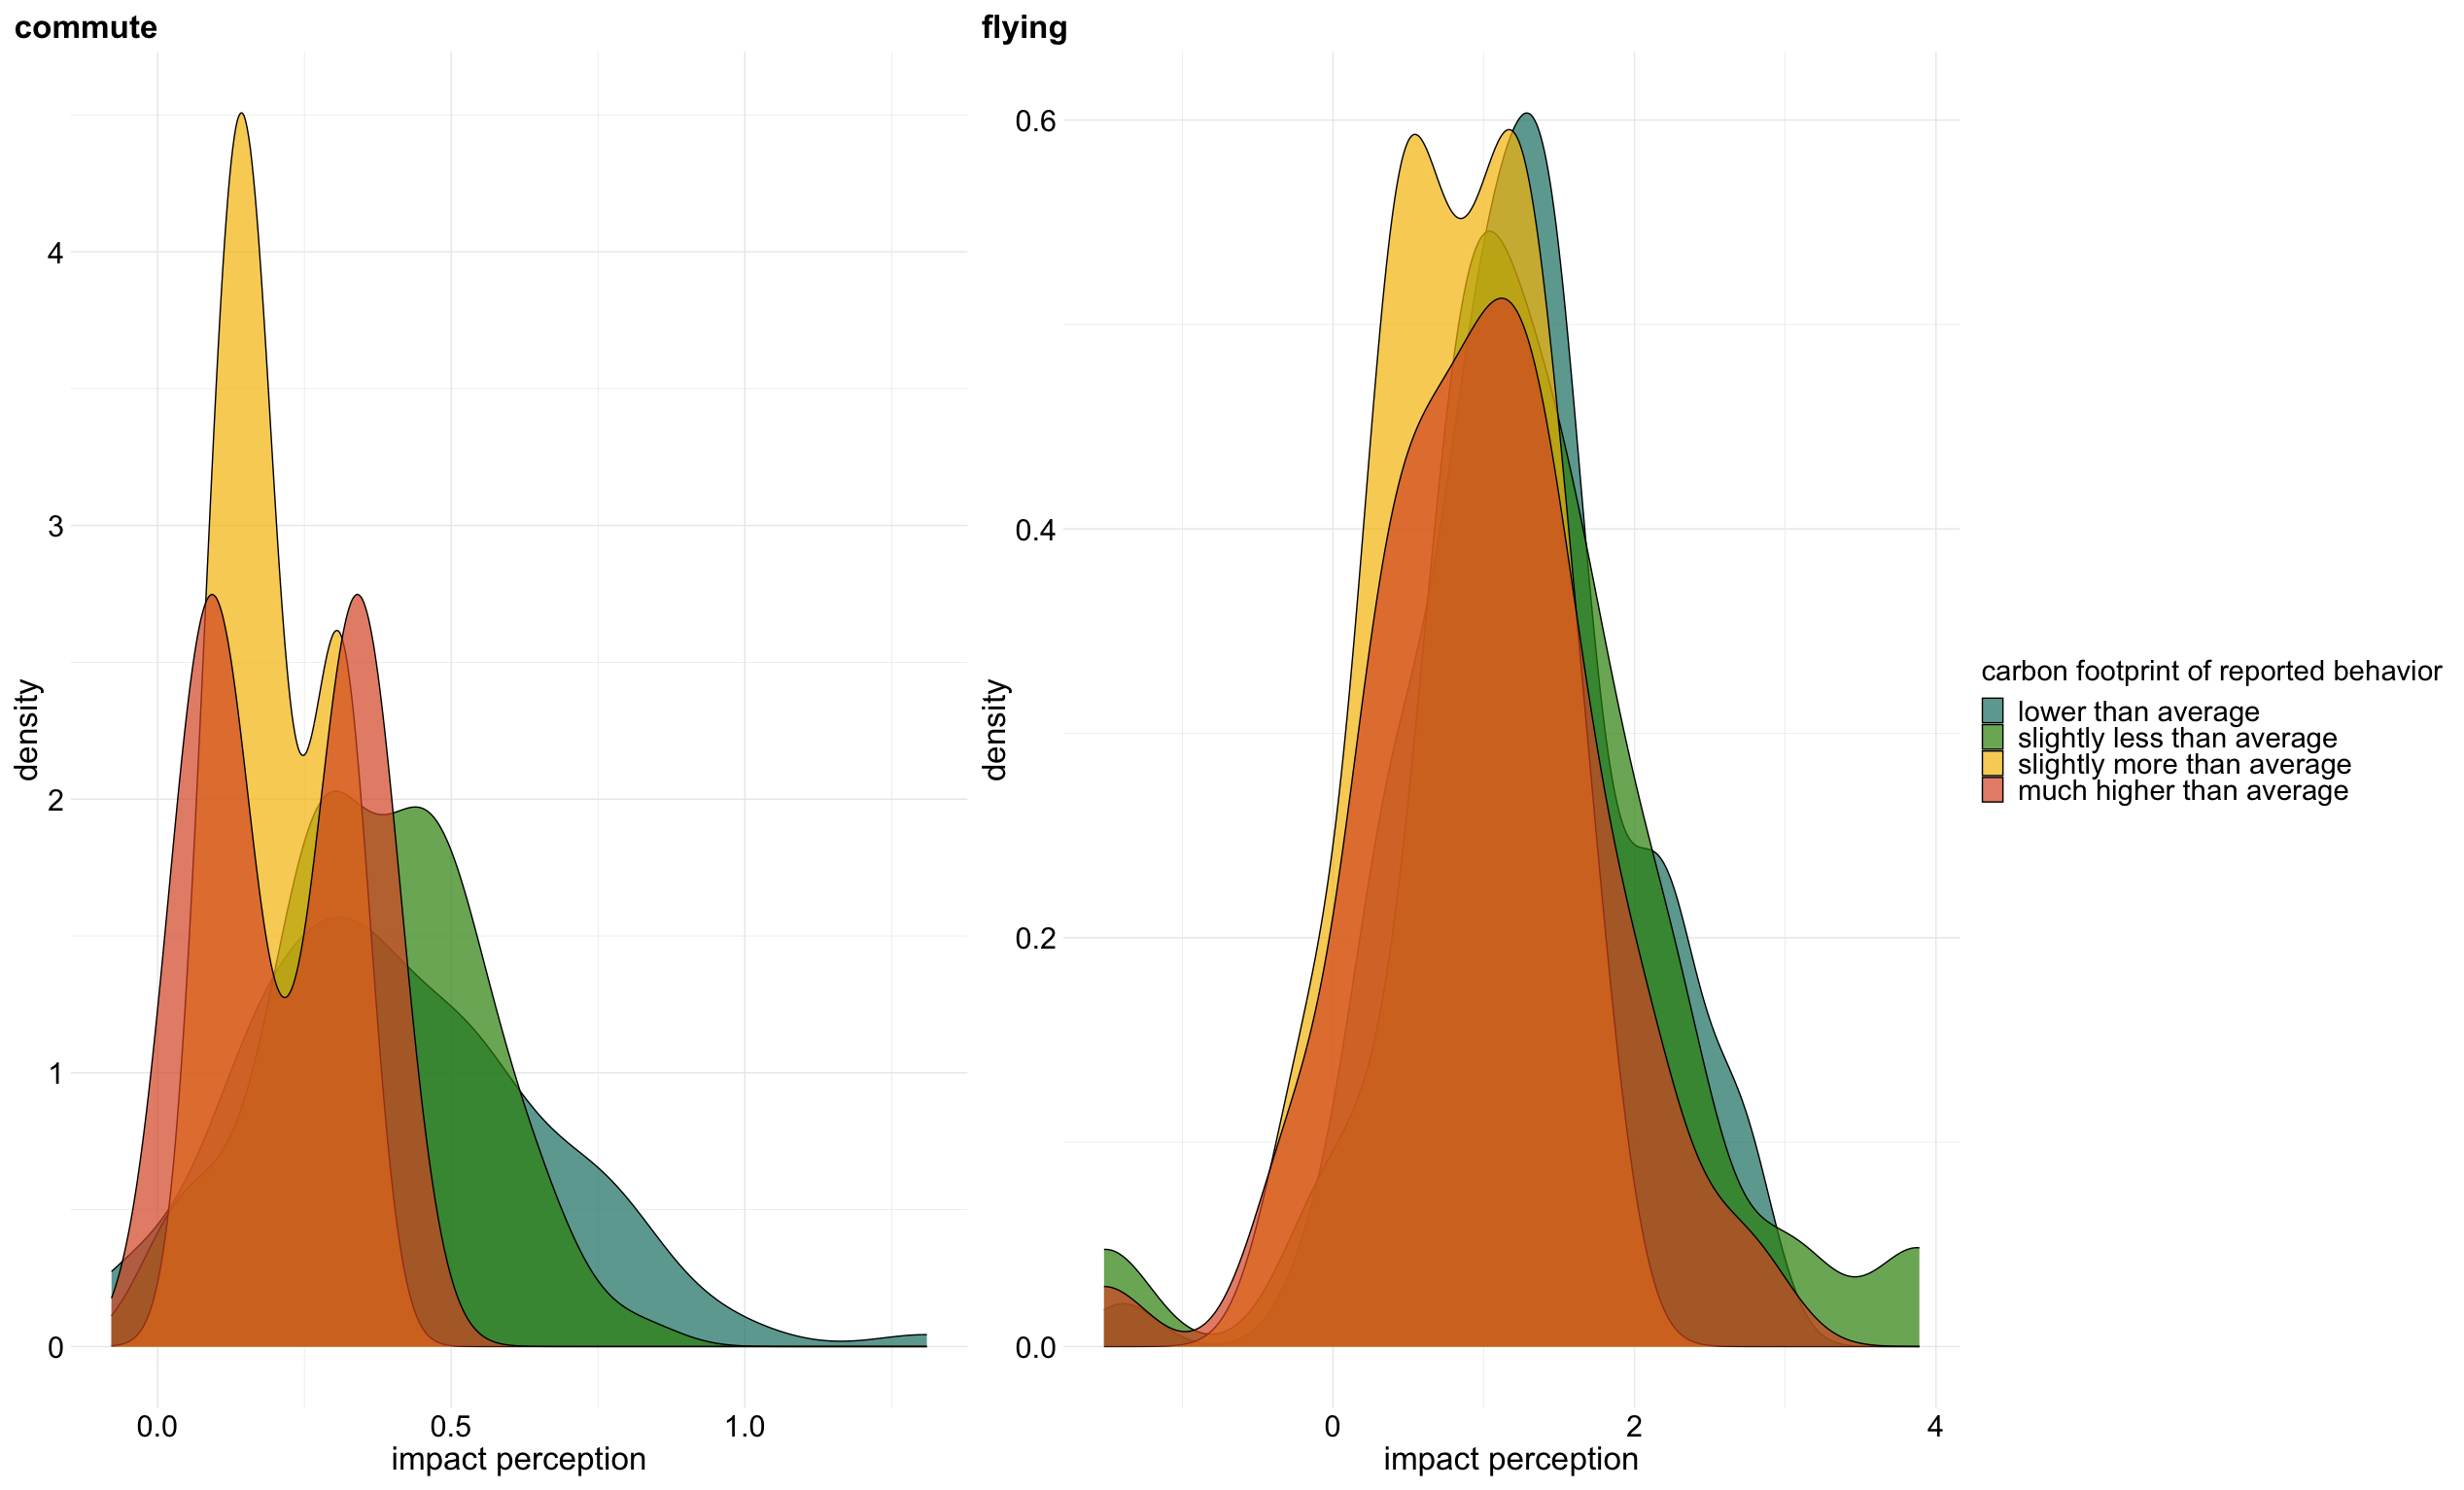 commute
flying
4
3
2
1
0
density
0.0
0.5
1.0
impact perception
0.6
0.4
0.2
0.0
density
0
2
4
impact perception
carbon footprint of reported behavior
lower than average
slightly less than average
slightly more than average
much higher than average